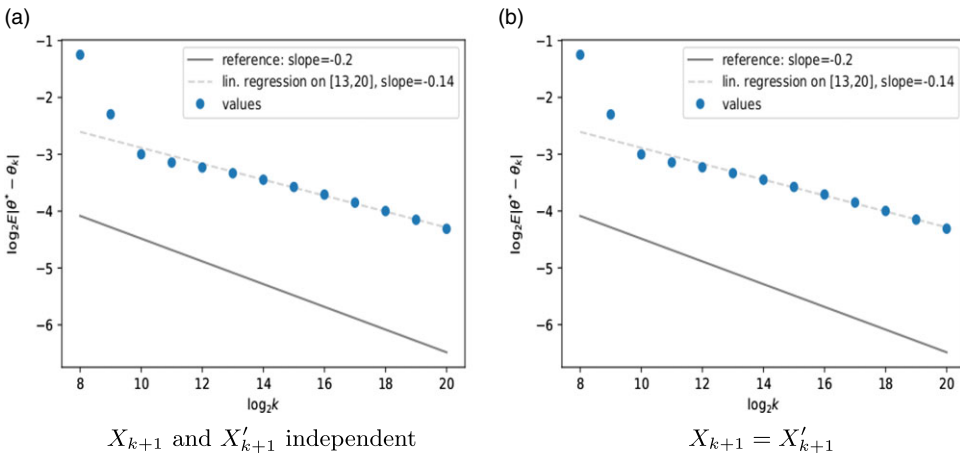 (a)
−1
−2
−3
−4
−5
−6
log₂E|θ* − θₖ|
reference: slope=-0.2
lin. regression on [13,20], slope=-0.14
values
8 10 12 14 16 18 20
log₂k
X_{k+1} and X′_{k+1} independent
(b)
−1
−2
−3
−4
−5
−6
log₂E|θ* − θₖ|
reference: slope=-0.2
lin. regression on [13,20], slope=-0.14
values
8 10 12 14 16 18 20
log₂k
X_{k+1} = X′_{k+1}